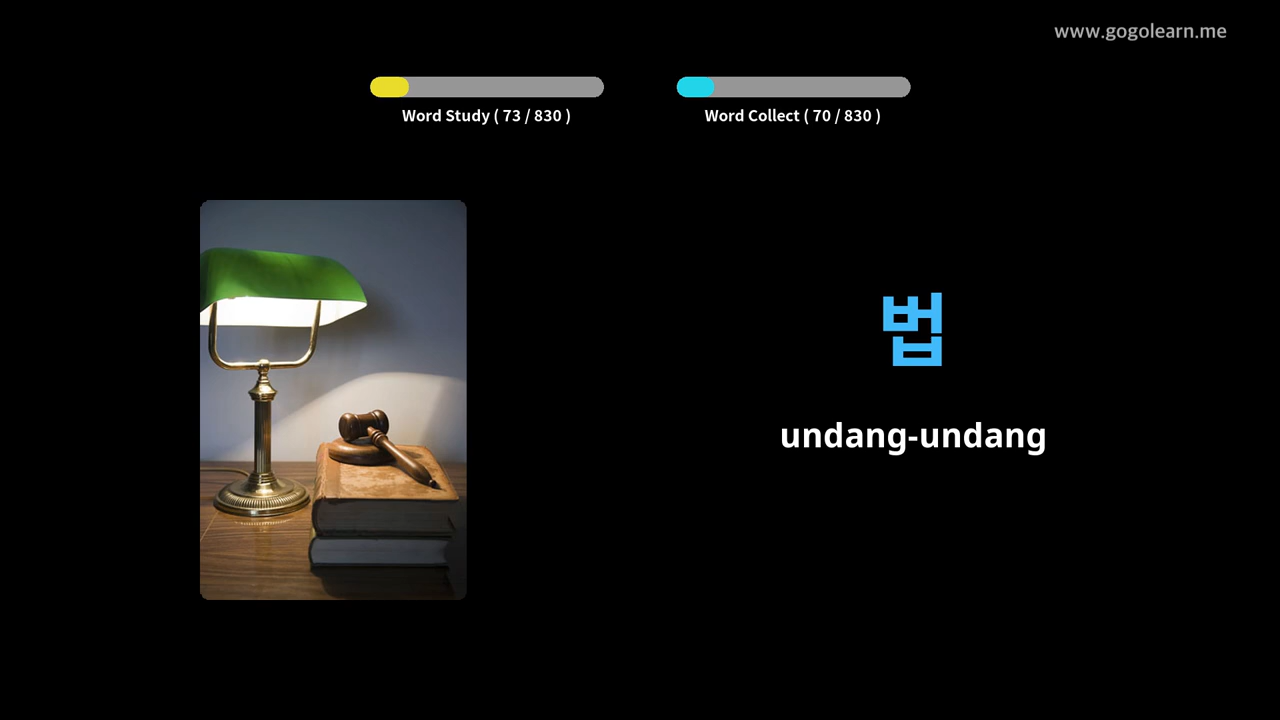 www.gogolearn.me
Word Study ( 73 / 830 )
Word Collect ( 70 / 830 )
법
undang-undang